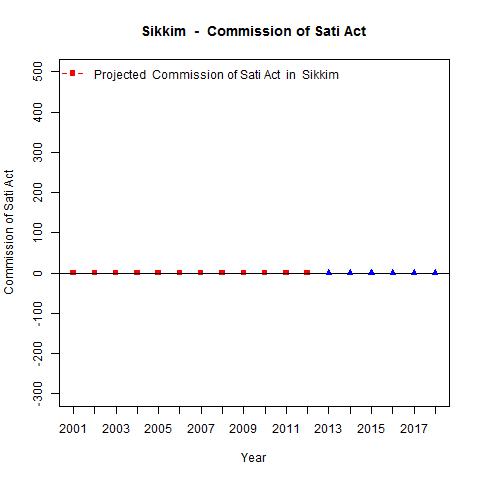 Sikkim - Commission of Sati Act
Projected Commission of Sati Act in Sikkim
Commission of Sati Act
500
400
300
200
100
0
-100
-200
-300
2001 2003 2005 2007 2009 2011 2013 2015 2017
Year